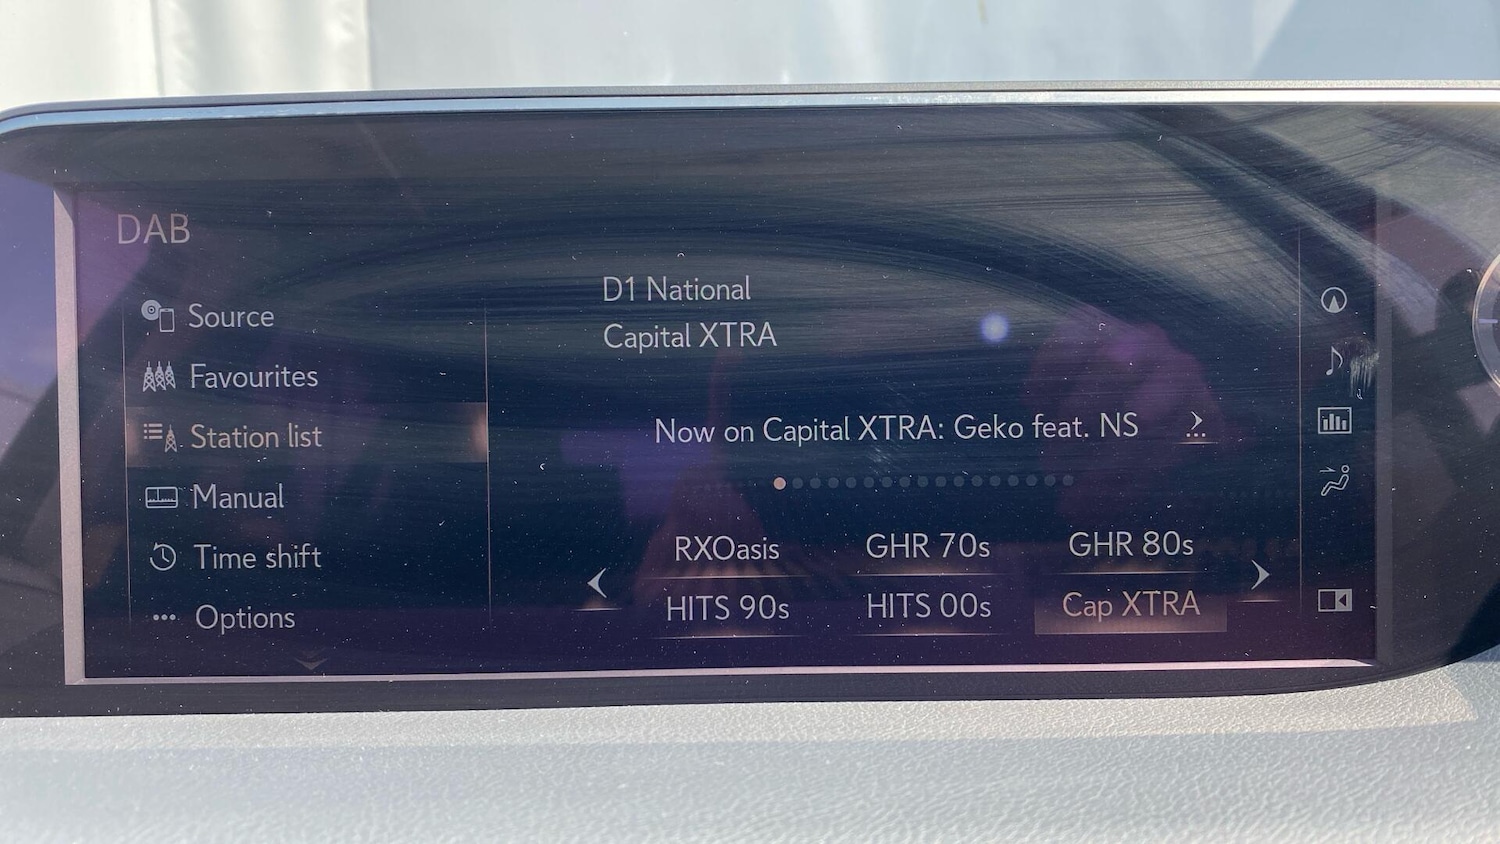 DAB
Source
Favourites
Station list
Manual
Time shift
Options
D1 National
Capital XTRA
Now on Capital XTRA: Geko feat. NS
RXOasis
GHR 70s
GHR 80s
HITS 90s
HITS 00s
Cap XTRA